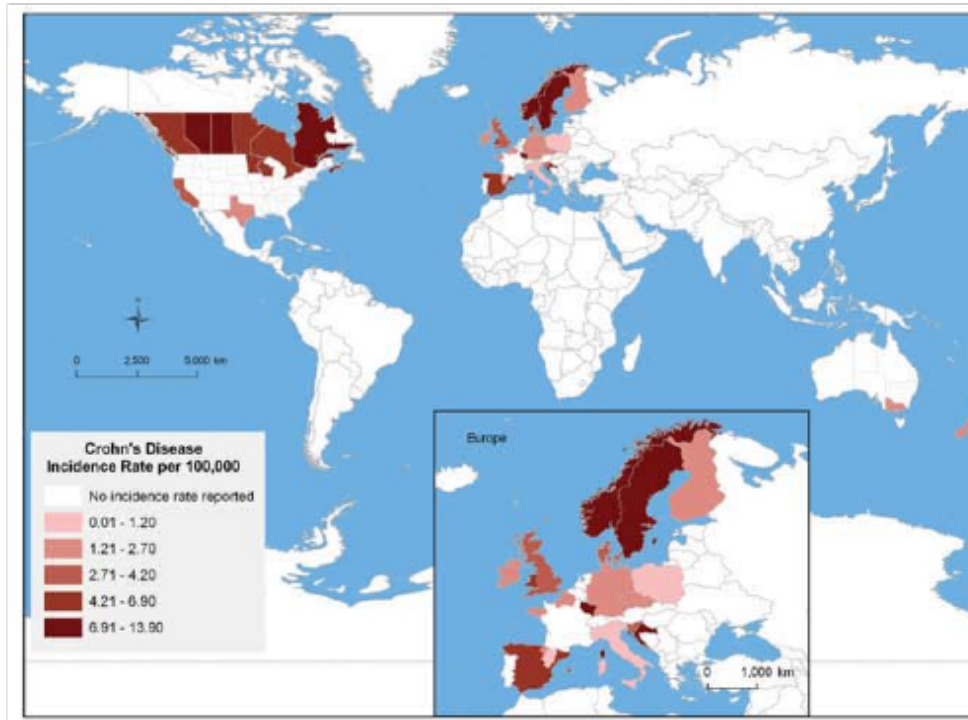 N
0 2,500 5,000 km
Crohn's Disease
Incidence Rate per 100,000
No incidence rate reported
0.01 - 1.20
1.21 - 2.70
2.71 - 4.20
4.21 - 6.90
6.91 - 13.90
Europe
0 1,000 km